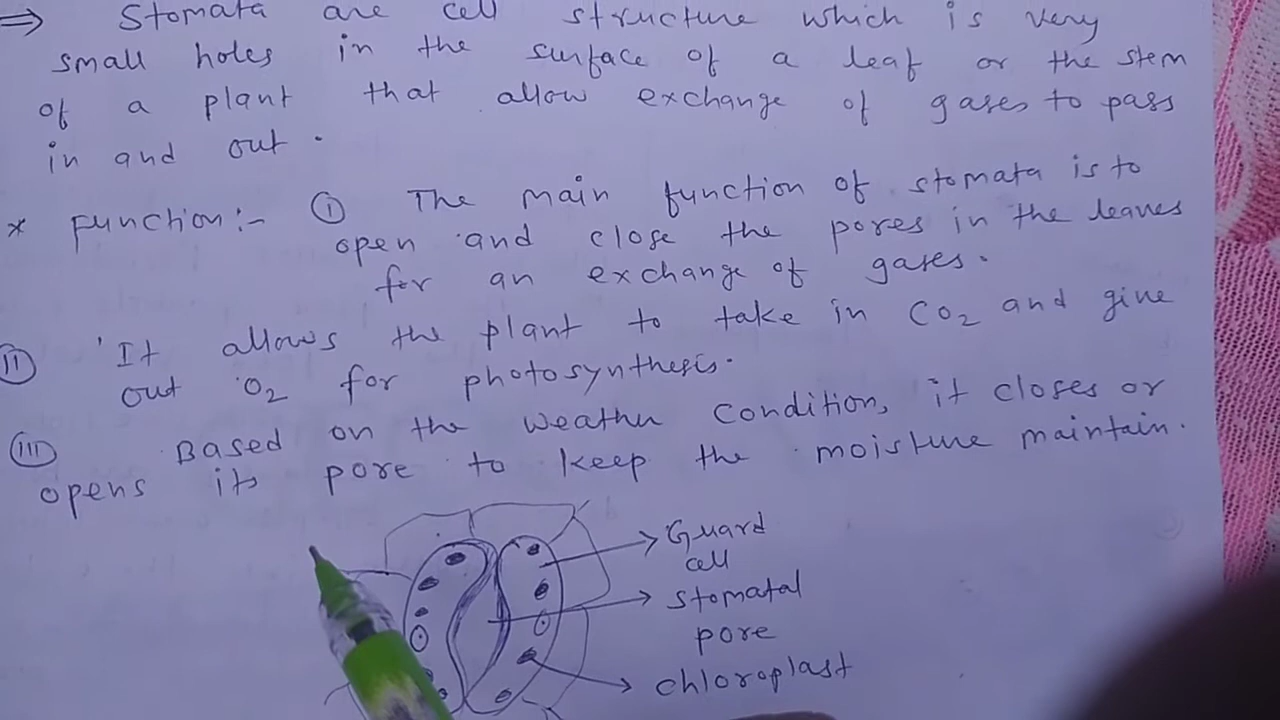 ⇒ Stomata are cell structure which is very
small holes in the surface of a leaf or the stem
of a plant that allow exchange of gases to pass
in and out.
* Function:- (i) The main function of stomata is to
open and close the pores in the leaves
for an exchange of gases.
(ii) 'It allows the plant to take in CO2 and give
out O2 for photosynthesis.
(iii) Based on the weather condition, it closes or
opens its pore to keep the moisture maintain.
Guard
cell
stomatal
pore
chloroplast